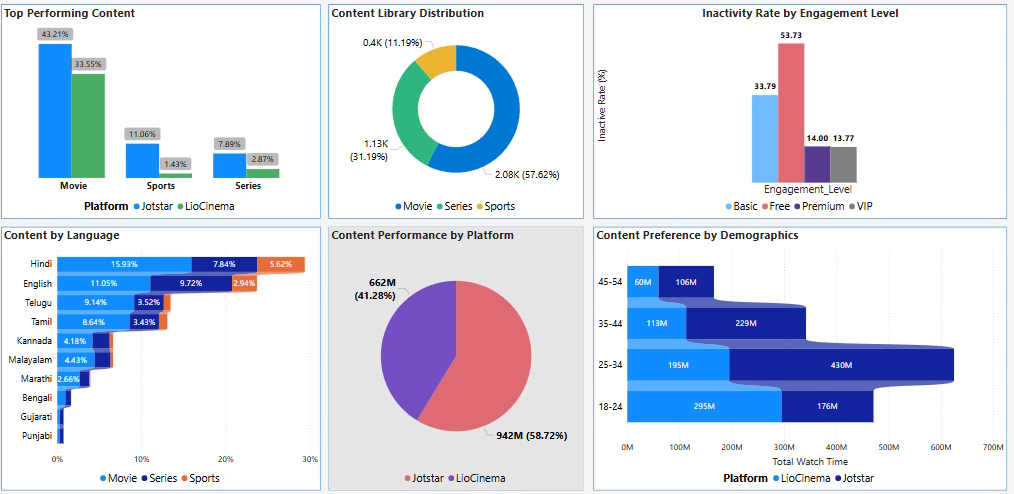 Top Performing Content
43.21%
33.55%
11.06%
1.43%
7.89%
2.87%
Movie Sports Series
Platform Jotstar LioCinema
Content Library Distribution
0.4K (11.19%)
1.13K
(31.19%)
2.08K (57.62%)
Movie Series Sports
Inactivity Rate by Engagement Level
Inactive Rate (%)
53.73
33.79
14.00 13.77
Engagement_Level
Basic Free Premium VIP
Content by Language
Hindi 15.93% 7.84% 5.62%
English 11.05% 9.72% 2.94%
Telugu 9.14% 3.52%
Tamil 8.64% 3.43%
Kannada 4.18%
Malayalam 4.43%
Marathi 2.66%
Bengali
Gujarati
Punjabi
0% 10% 20% 30%
Movie Series Sports
Content Performance by Platform
662M
(41.28%)
942M (58.72%)
Jotstar LioCinema
Content Preference by Demographics
45-54 60M 106M
35-44 113M 229M
25-34 195M 430M
18-24 295M 176M
0M 100M 200M 300M 400M 500M 600M 700M
Total Watch Time
Platform LioCinema Jotstar